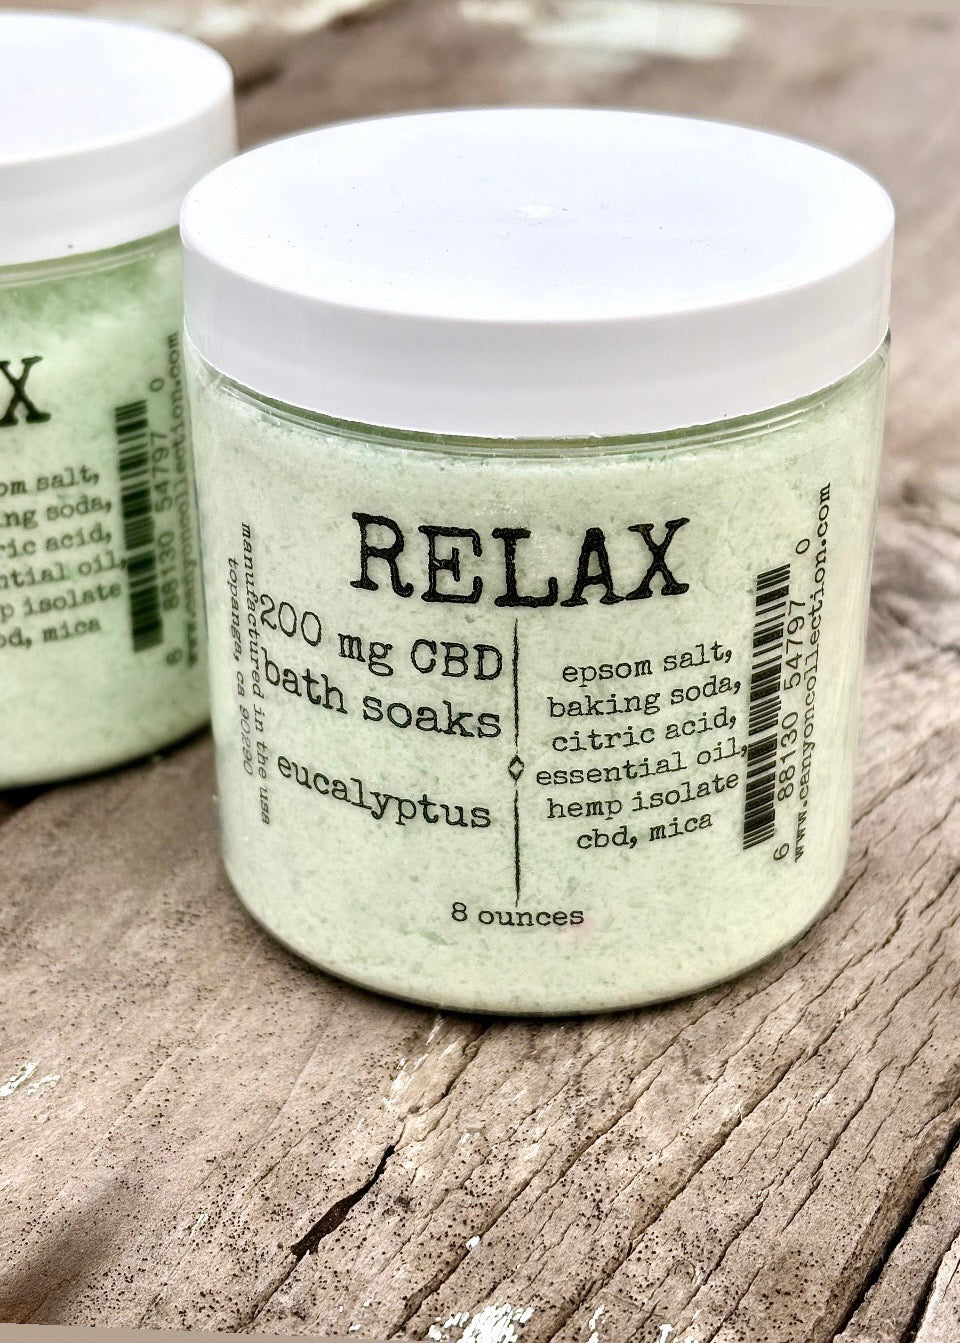 X
om salt,
ing soda,
ric acid,
ntial oil,
p isolate
bd, mica
6 88130 54797 0
www.canyoncollection.com
RELAX
200 mg CBD
bath soaks
eucalyptus
epsom salt,
baking soda,
citric acid,
essential oil,
hemp isolate
cbd, mica
8 ounces
manufactured in the usa
topanga, ca 90290
6 88130 54797 0
www.canyoncollection.com